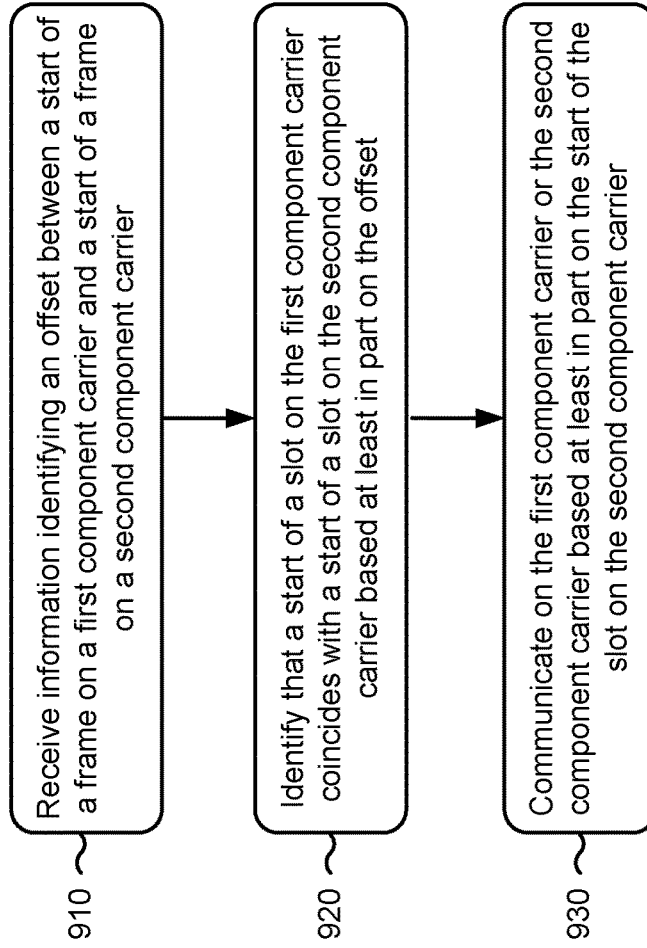 910
Receive information identifying an offset between a start of
a frame on a first component carrier and a start of a frame
on a second component carrier
920
Identify that a start of a slot on the first component carrier
coincides with a start of a slot on the second component
carrier based at least in part on the offset
930
Communicate on the first component carrier or the second
component carrier based at least in part on the start of the
slot on the second component carrier